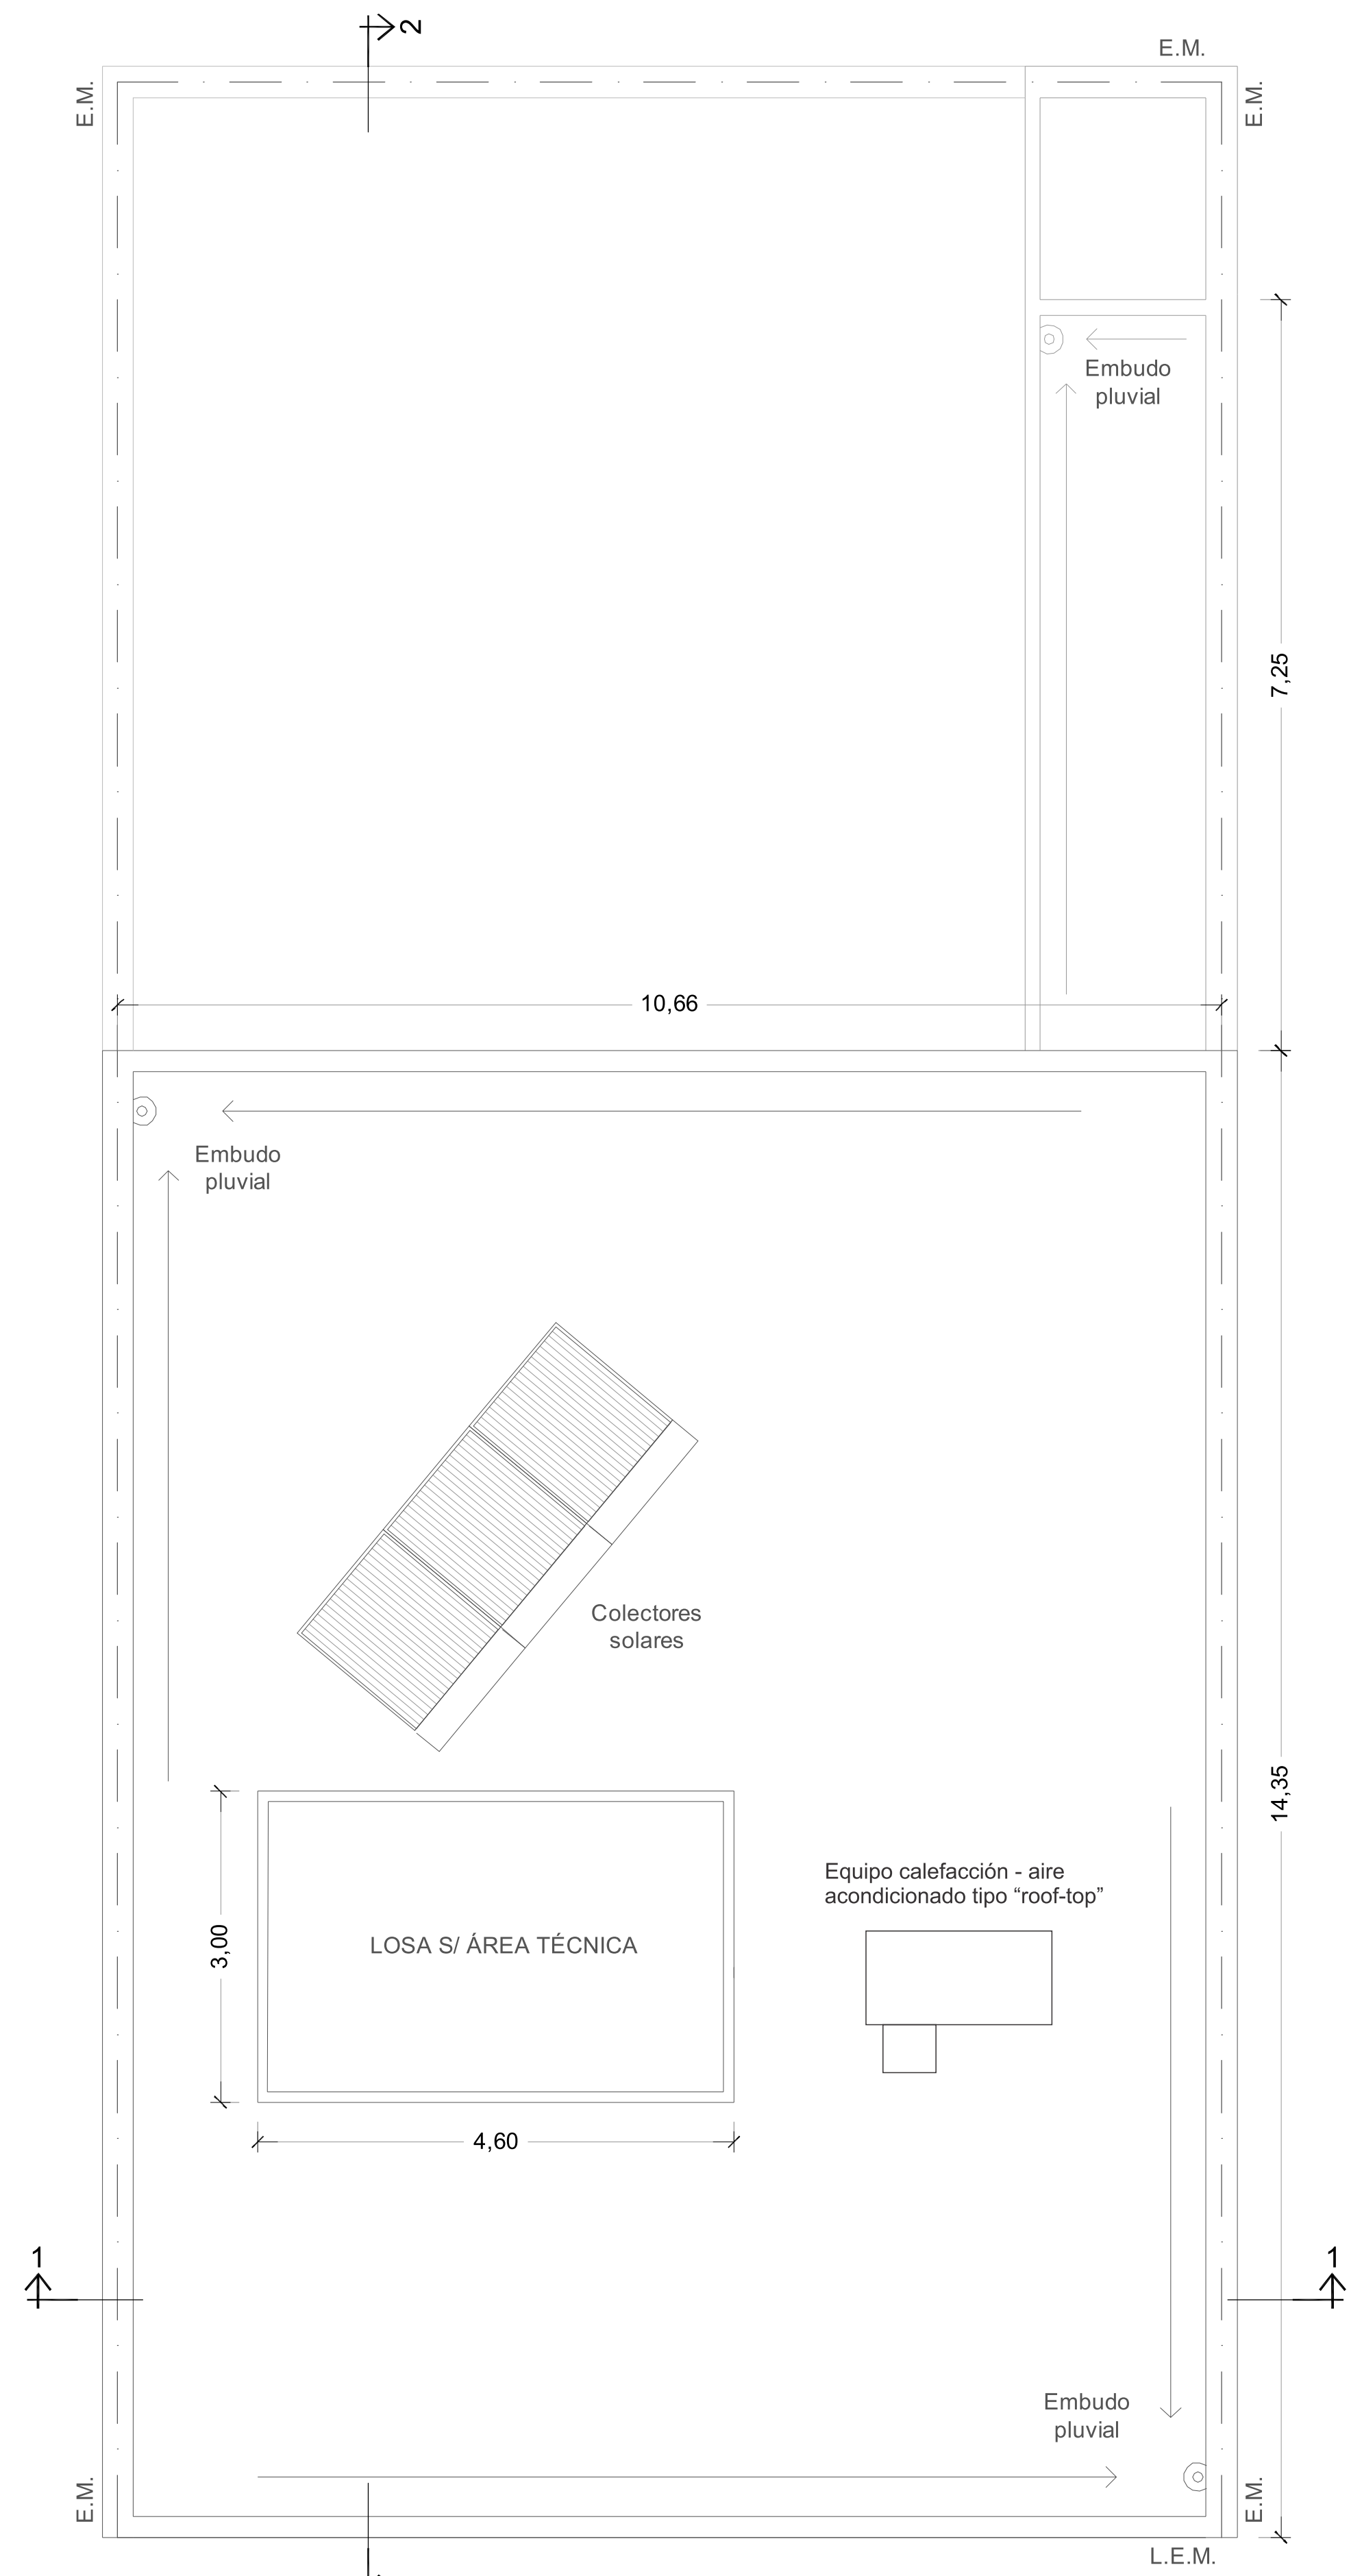 2
E.M.
E.M.
E.M.
Embudo
pluvial
7,25
10,66
Embudo
pluvial
Colectores
solares
14,35
Equipo calefacción - aire
acondicionado tipo “roof-top”
LOSA S/ ÁREA TÉCNICA
3,00
4,60
1
1
Embudo
pluvial
E.M.
E.M.
L.E.M.